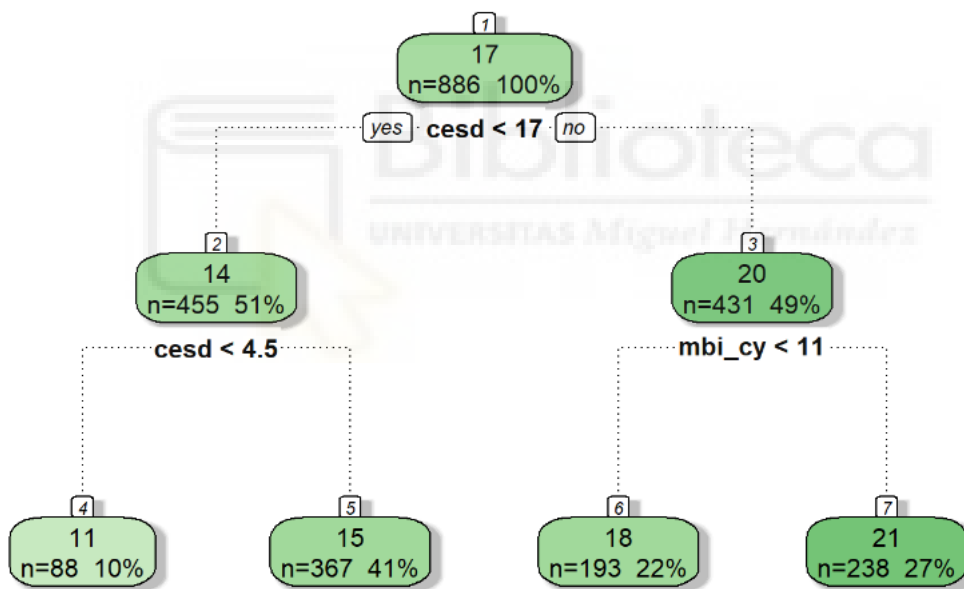 1
17
n=886 100%
yes cesd < 17 no
Biblioteca
UNIVERSITAS Miguel Hernández
2
14
n=455 51%
3
20
n=431 49%
cesd < 4.5
mbi_cy < 11
4
11
n=88 10%
5
15
n=367 41%
6
18
n=193 22%
7
21
n=238 27%